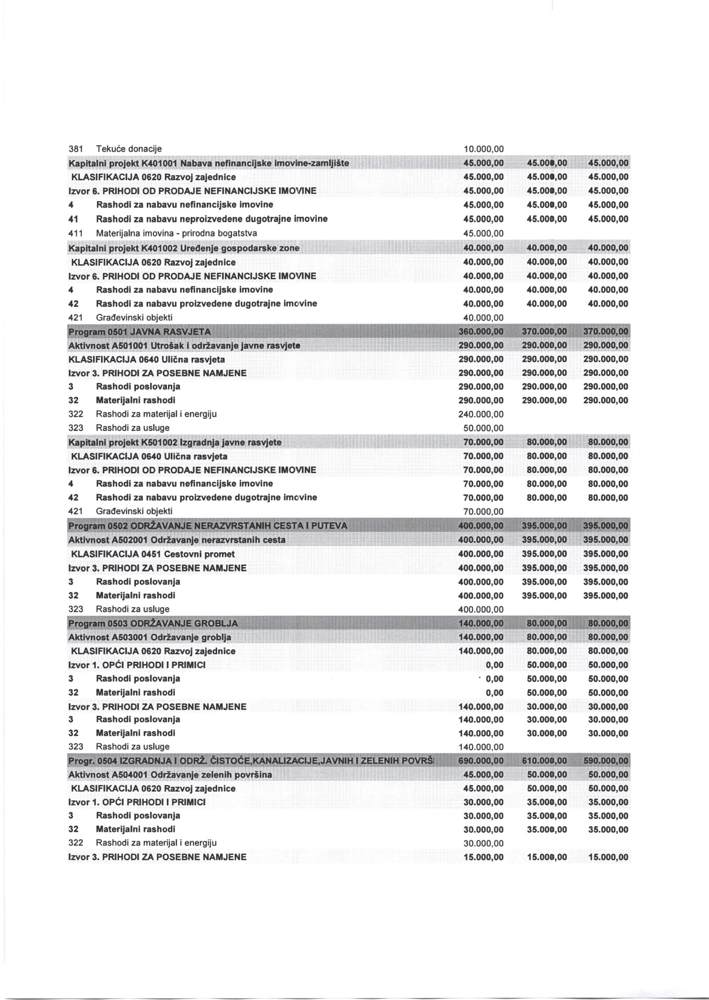 381 Tekuće donacije 10.000,00
Kapitalni projekt K401001 Nabava nefinancijske imovine-zamljište 45.000,00 45.000,00 45.000,00
KLASIFIKACIJA 0620 Razvoj zajednice 45.000,00 45.000,00 45.000,00
Izvor 6. PRIHODI OD PRODAJE NEFINANCIJSKE IMOVINE 45.000,00 45.000,00 45.000,00
4 Rashodi za nabavu nefinancijske imovine 45.000,00 45.000,00 45.000,00
41 Rashodi za nabavu neproizvedene dugotrajne imovine 45.000,00 45.000,00 45.000,00
411 Materijalna imovina - prirodna bogatstva 45.000,00
Kapitalni projekt K401002 Uređenje gospodarske zone 40.000,00 40.000,00 40.000,00
KLASIFIKACIJA 0620 Razvoj zajednice 40.000,00 40.000,00 40.000,00
Izvor 6. PRIHODI OD PRODAJE NEFINANCIJSKE IMOVINE 40.000,00 40.000,00 40.000,00
4 Rashodi za nabavu nefinancijske imovine 40.000,00 40.000,00 40.000,00
42 Rashodi za nabavu proizvedene dugotrajne imovine 40.000,00 40.000,00 40.000,00
421 Građevinski objekti 40.000,00
Program 0501 JAVNA RASVJETA 360.000,00 370.000,00 370.000,00
Aktivnost A501001 Utrošak i održavanje javne rasvjete 290.000,00 290.000,00 290.000,00
KLASIFIKACIJA 0640 Ulična rasvjeta 290.000,00 290.000,00 290.000,00
Izvor 3. PRIHODI ZA POSEBNE NAMJENE 290.000,00 290.000,00 290.000,00
3 Rashodi poslovanja 290.000,00 290.000,00 290.000,00
32 Materijalni rashodi 290.000,00 290.000,00 290.000,00
322 Rashodi za materijal i energiju 240.000,00
323 Rashodi za usluge 50.000,00
Kapitalni projekt K501002 Izgradnja javne rasvjete 70.000,00 80.000,00 80.000,00
KLASIFIKACIJA 0640 Ulična rasvjeta 70.000,00 80.000,00 80.000,00
Izvor 6. PRIHODI OD PRODAJE NEFINANCIJSKE IMOVINE 70.000,00 80.000,00 80.000,00
4 Rashodi za nabavu nefinancijske imovine 70.000,00 80.000,00 80.000,00
42 Rashodi za nabavu proizvedene dugotrajne imovine 70.000,00 80.000,00 80.000,00
421 Građevinski objekti 70.000,00
Program 0502 ODRŽAVANJE NERAZVRSTANIH CESTA I PUTEVA 400.000,00 395.000,00 395.000,00
Aktivnost A502001 Održavanje nerazvrstanih cesta 400.000,00 395.000,00 395.000,00
KLASIFIKACIJA 0451 Cestovni promet 400.000,00 395.000,00 395.000,00
Izvor 3. PRIHODI ZA POSEBNE NAMJENE 400.000,00 395.000,00 395.000,00
3 Rashodi poslovanja 400.000,00 395.000,00 395.000,00
32 Materijalni rashodi 400.000,00 395.000,00 395.000,00
323 Rashodi za usluge 400.000,00
Program 0503 ODRŽAVANJE GROBLJA 140.000,00 80.000,00 80.000,00
Aktivnost A503001 Održavanje groblja 140.000,00 80.000,00 80.000,00
KLASIFIKACIJA 0620 Razvoj zajednice 140.000,00 80.000,00 80.000,00
Izvor 1. OPĆI PRIHODI I PRIMICI 0,00 50.000,00 50.000,00
3 Rashodi poslovanja 0,00 50.000,00 50.000,00
32 Materijalni rashodi 0,00 50.000,00 50.000,00
Izvor 3. PRIHODI ZA POSEBNE NAMJENE 140.000,00 30.000,00 30.000,00
3 Rashodi poslovanja 140.000,00 30.000,00 30.000,00
32 Materijalni rashodi 140.000,00 30.000,00 30.000,00
323 Rashodi za usluge 140.000,00
Progr. 0504 IZGRADNJA I ODRŽ. ČISTOĆE,KANALIZACIJE,JAVNIH I ZELENIH POVRŠI 690.000,00 610.000,00 590.000,00
Aktivnost A504001 Održavanje zelenih površina 45.000,00 50.000,00 50.000,00
KLASIFIKACIJA 0620 Razvoj zajednice 45.000,00 50.000,00 50.000,00
Izvor 1. OPĆI PRIHODI I PRIMICI 30.000,00 35.000,00 35.000,00
3 Rashodi poslovanja 30.000,00 35.000,00 35.000,00
32 Materijalni rashodi 30.000,00 35.000,00 35.000,00
322 Rashodi za materijal i energiju 30.000,00
Izvor 3. PRIHODI ZA POSEBNE NAMJENE 15.000,00 15.000,00 15.000,00